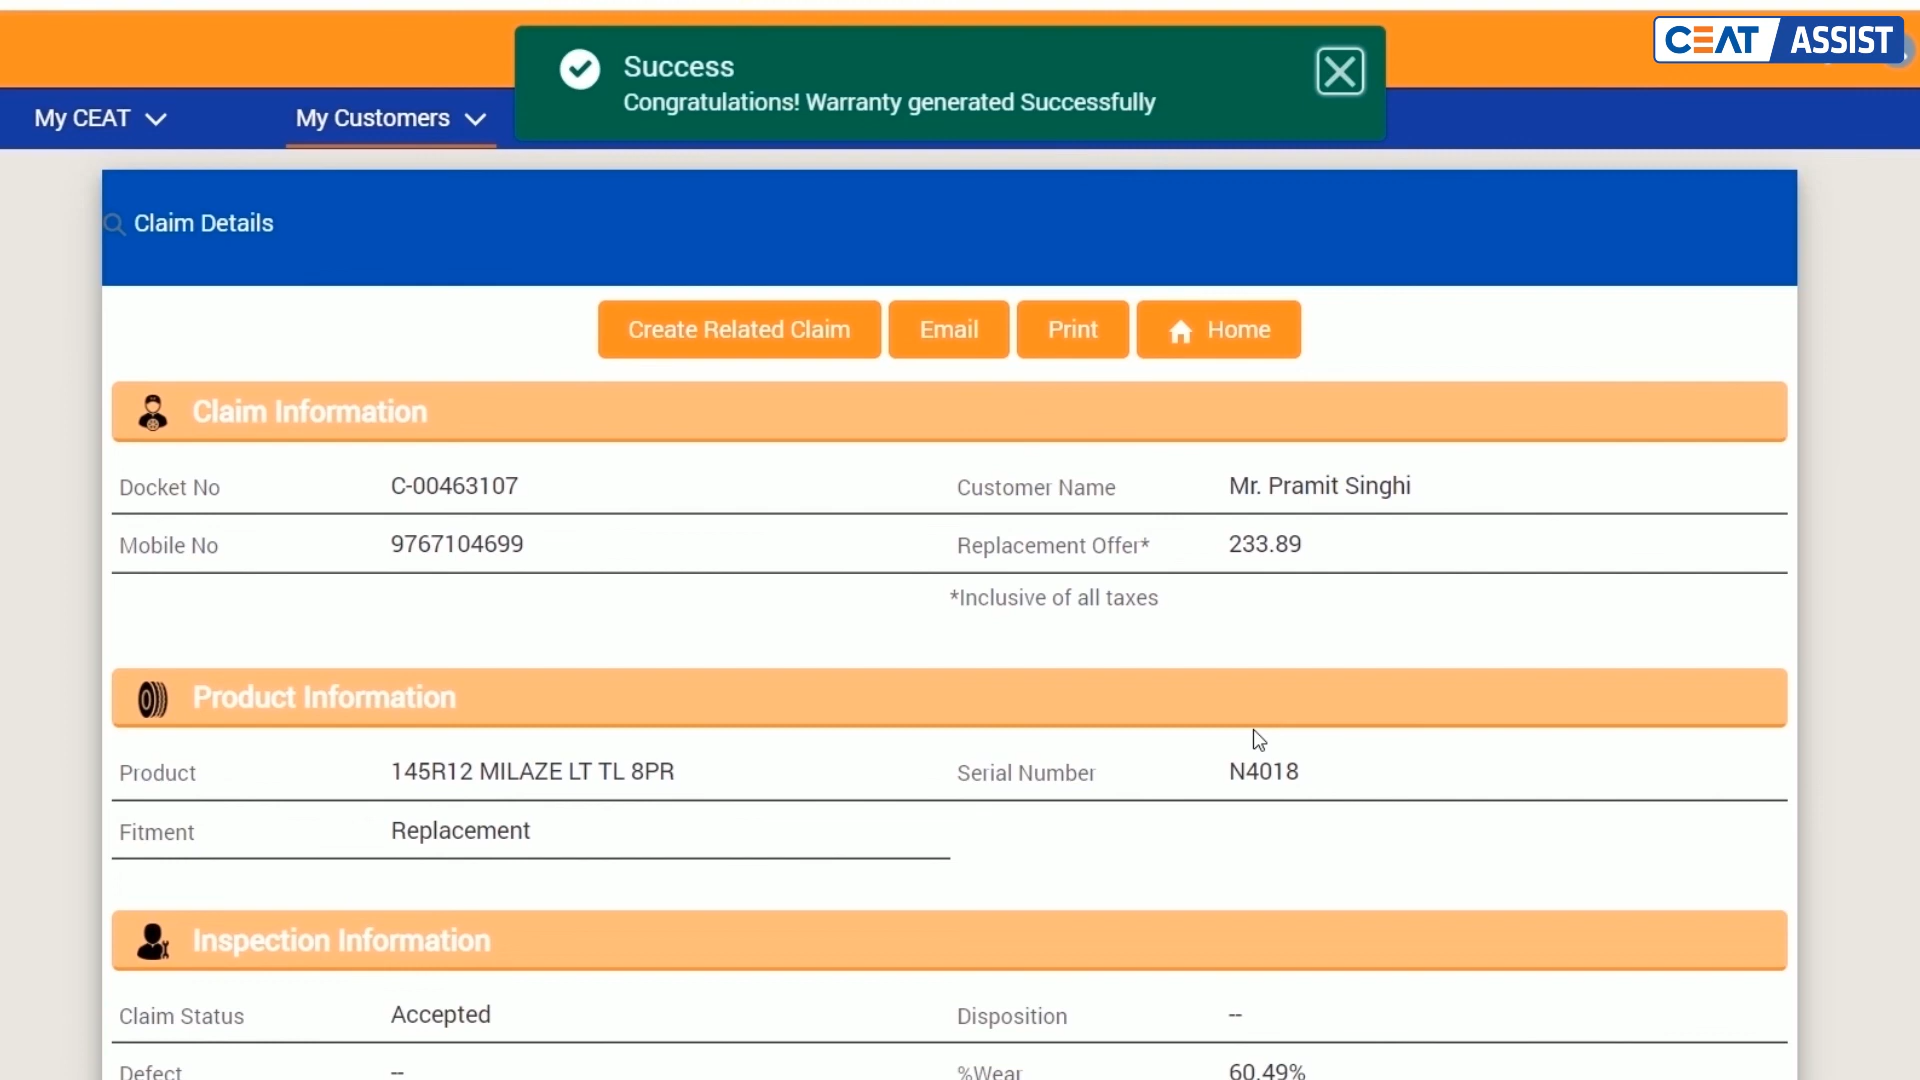 CEAT ASSIST
Success
Congratulations! Warranty generated Successfully
My CEAT
My Customers
Claim Details
Create Related Claim
Email
Print
Home
Claim Information
Docket No C-00463107 Customer Name Mr. Pramit Singhi
Mobile No 9767104699 Replacement Offer* 233.89
*Inclusive of all taxes
Product Information
Product 145R12 MILAZE LT TL 8PR Serial Number N4018
Fitment Replacement
Inspection Information
Claim Status Accepted Disposition --
Defect -- %Wear 60.49%